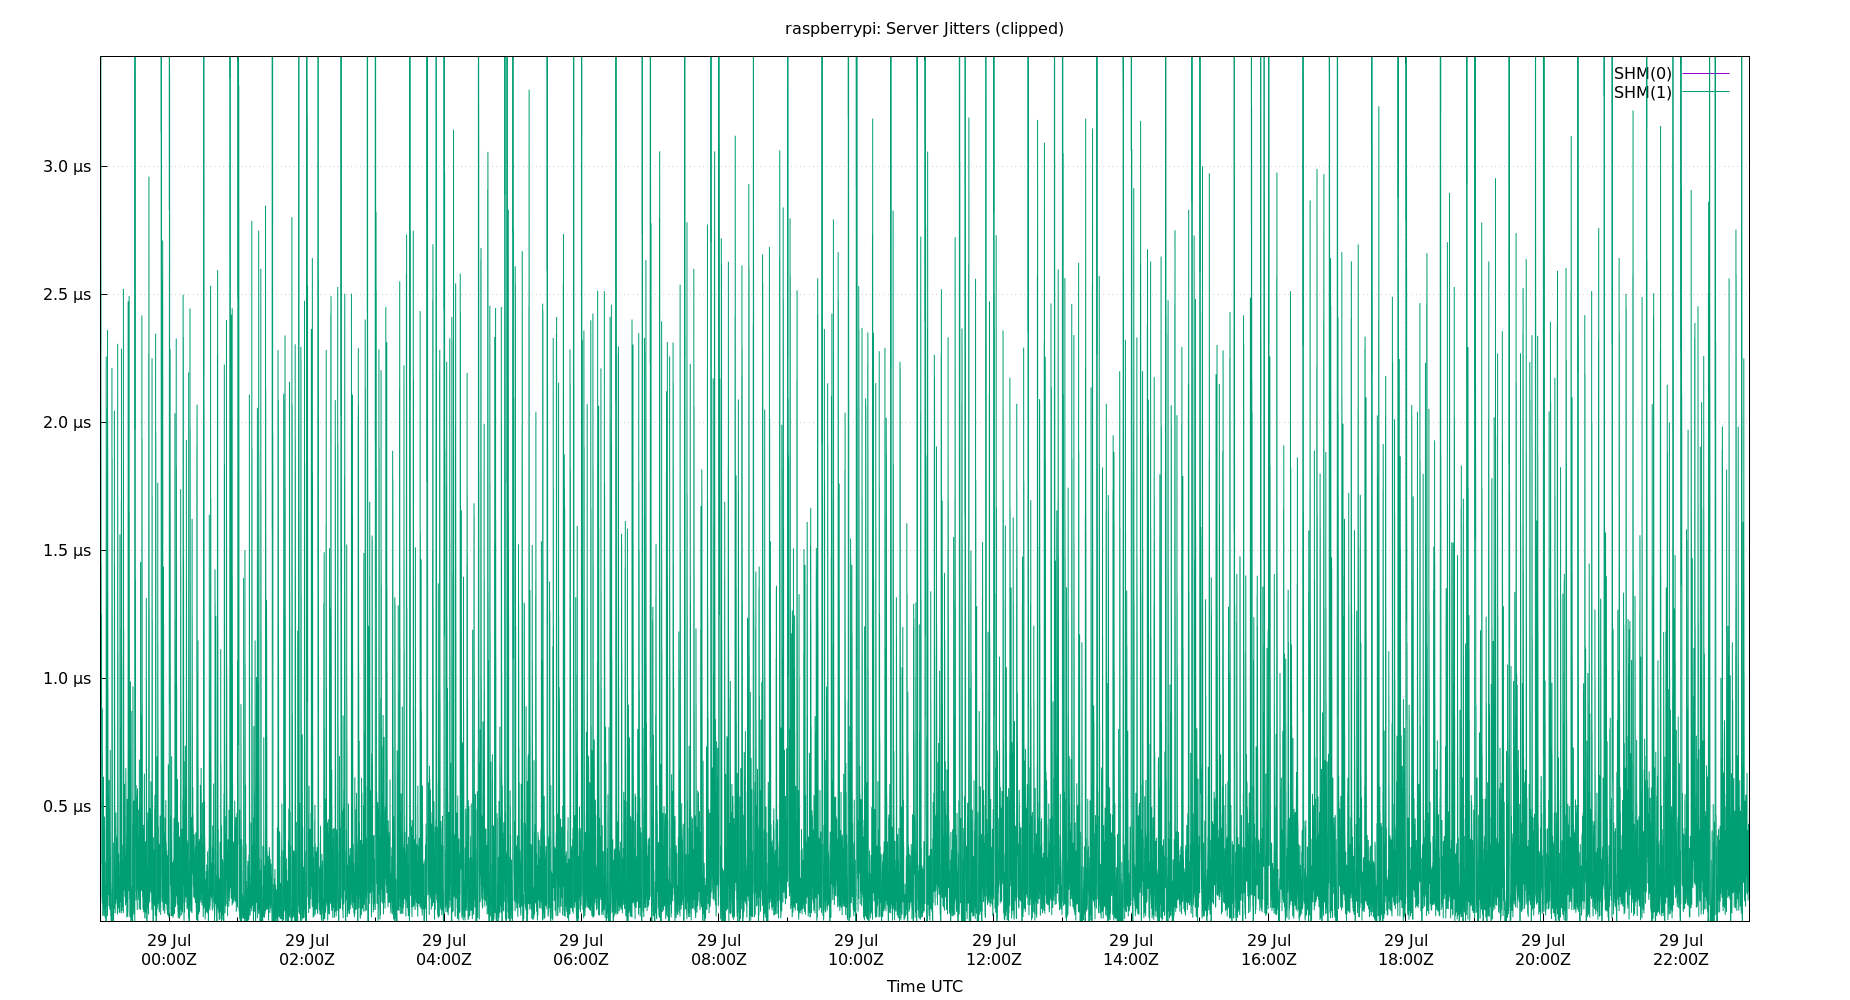 raspberrypi: Server Jitters (clipped)
SHM(0)
SHM(1)
3.0 µs
2.5 µs
2.0 µs
1.5 µs
1.0 µs
0.5 µs
29 Jul 29 Jul 29 Jul 29 Jul 29 Jul 29 Jul 29 Jul 29 Jul 29 Jul 29 Jul 29 Jul 29 Jul
00:00Z 02:00Z 04:00Z 06:00Z 08:00Z 10:00Z 12:00Z 14:00Z 16:00Z 18:00Z 20:00Z 22:00Z
Time UTC